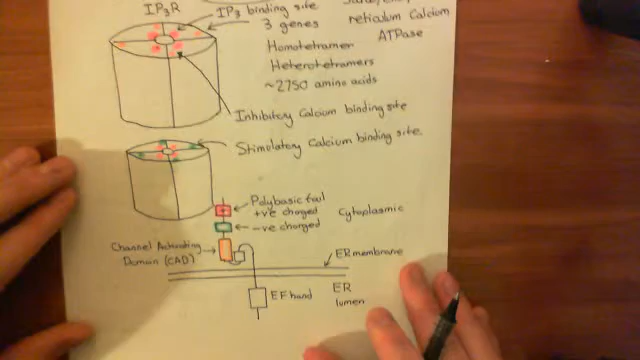 IP3R
IP3 binding site
3 genes
reticulum Calcium
ATPase
Homotetramer
Heterotetramers
~2750 amino acids
Inhibitory Calcium binding site
Stimulatory Calcium binding site
Polybasic tail
+ve charged
-ve charged
Cytoplasmic
Channel Activating
Domain (CAD)
ER membrane
EF hand
ER
lumen